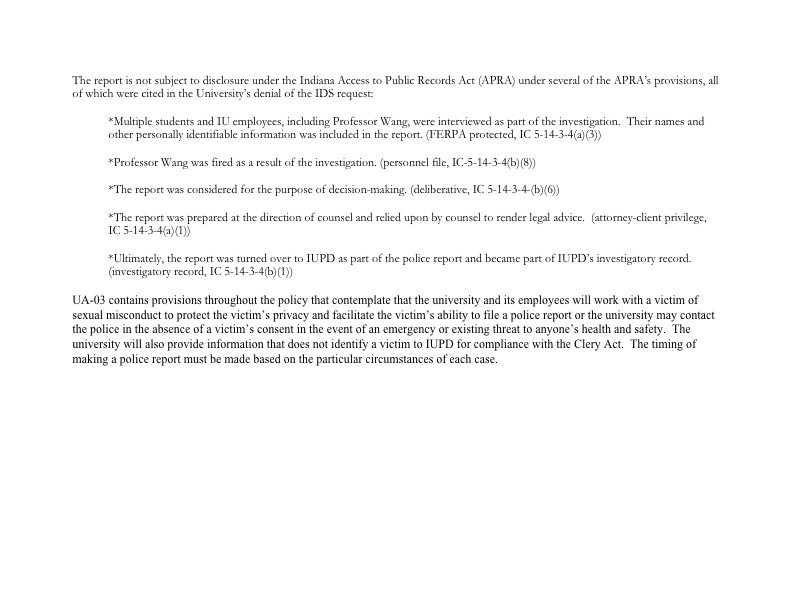 The report is not subject to disclosure under the Indiana Access to Public Records Act (APRA) under several of the APRA's provisions, all
of which were cited in the University's denial of the IDS request:
*Multiple students and IU employees, including Professor Wang, were interviewed as part of the investigation.  Their names and
other personally identifiable information was included in the report. (FERPA protected, IC 5-14-3-4(a)(3))
*Professor Wang was fired as a result of the investigation. (personnel file, IC-5-14-3-4(b)(8))
*The report was considered for the purpose of decision-making. (deliberative, IC 5-14-3-4-(b)(6))
*The report was prepared at the direction of counsel and relied upon by counsel to render legal advice.  (attorney-client privilege,
IC 5-14-3-4(a)(1))
*Ultimately, the report was turned over to IUPD as part of the police report and became part of IUPD's investigatory record.
(investigatory record, IC 5-14-3-4(b)(1))
UA-03 contains provisions throughout the policy that contemplate that the university and its employees will work with a victim of
sexual misconduct to protect the victim's privacy and facilitate the victim's ability to file a police report or the university may contact
the police in the absence of a victim's consent in the event of an emergency or existing threat to anyone's health and safety.  The
university will also provide information that does not identify a victim to IUPD for compliance with the Clery Act.  The timing of
making a police report must be made based on the particular circumstances of each case.